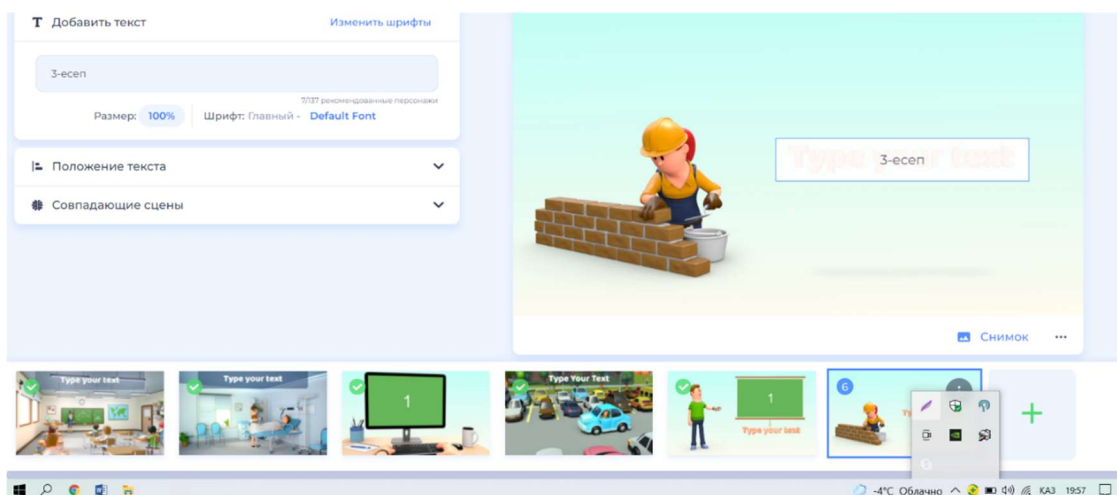 T Добавить текст
Изменить шрифты
3-есеп
7/137 рекомендованные персонажи
Размер: 100%
Шрифт: Главный - Default Font
Положение текста
Совпадающие сцены
Type your text
3-есеп
Снимок
Type your text
Type your text
1
Type Your Text
1
Type your text
6
-4°C Облачно
ҚАЗ
19:57